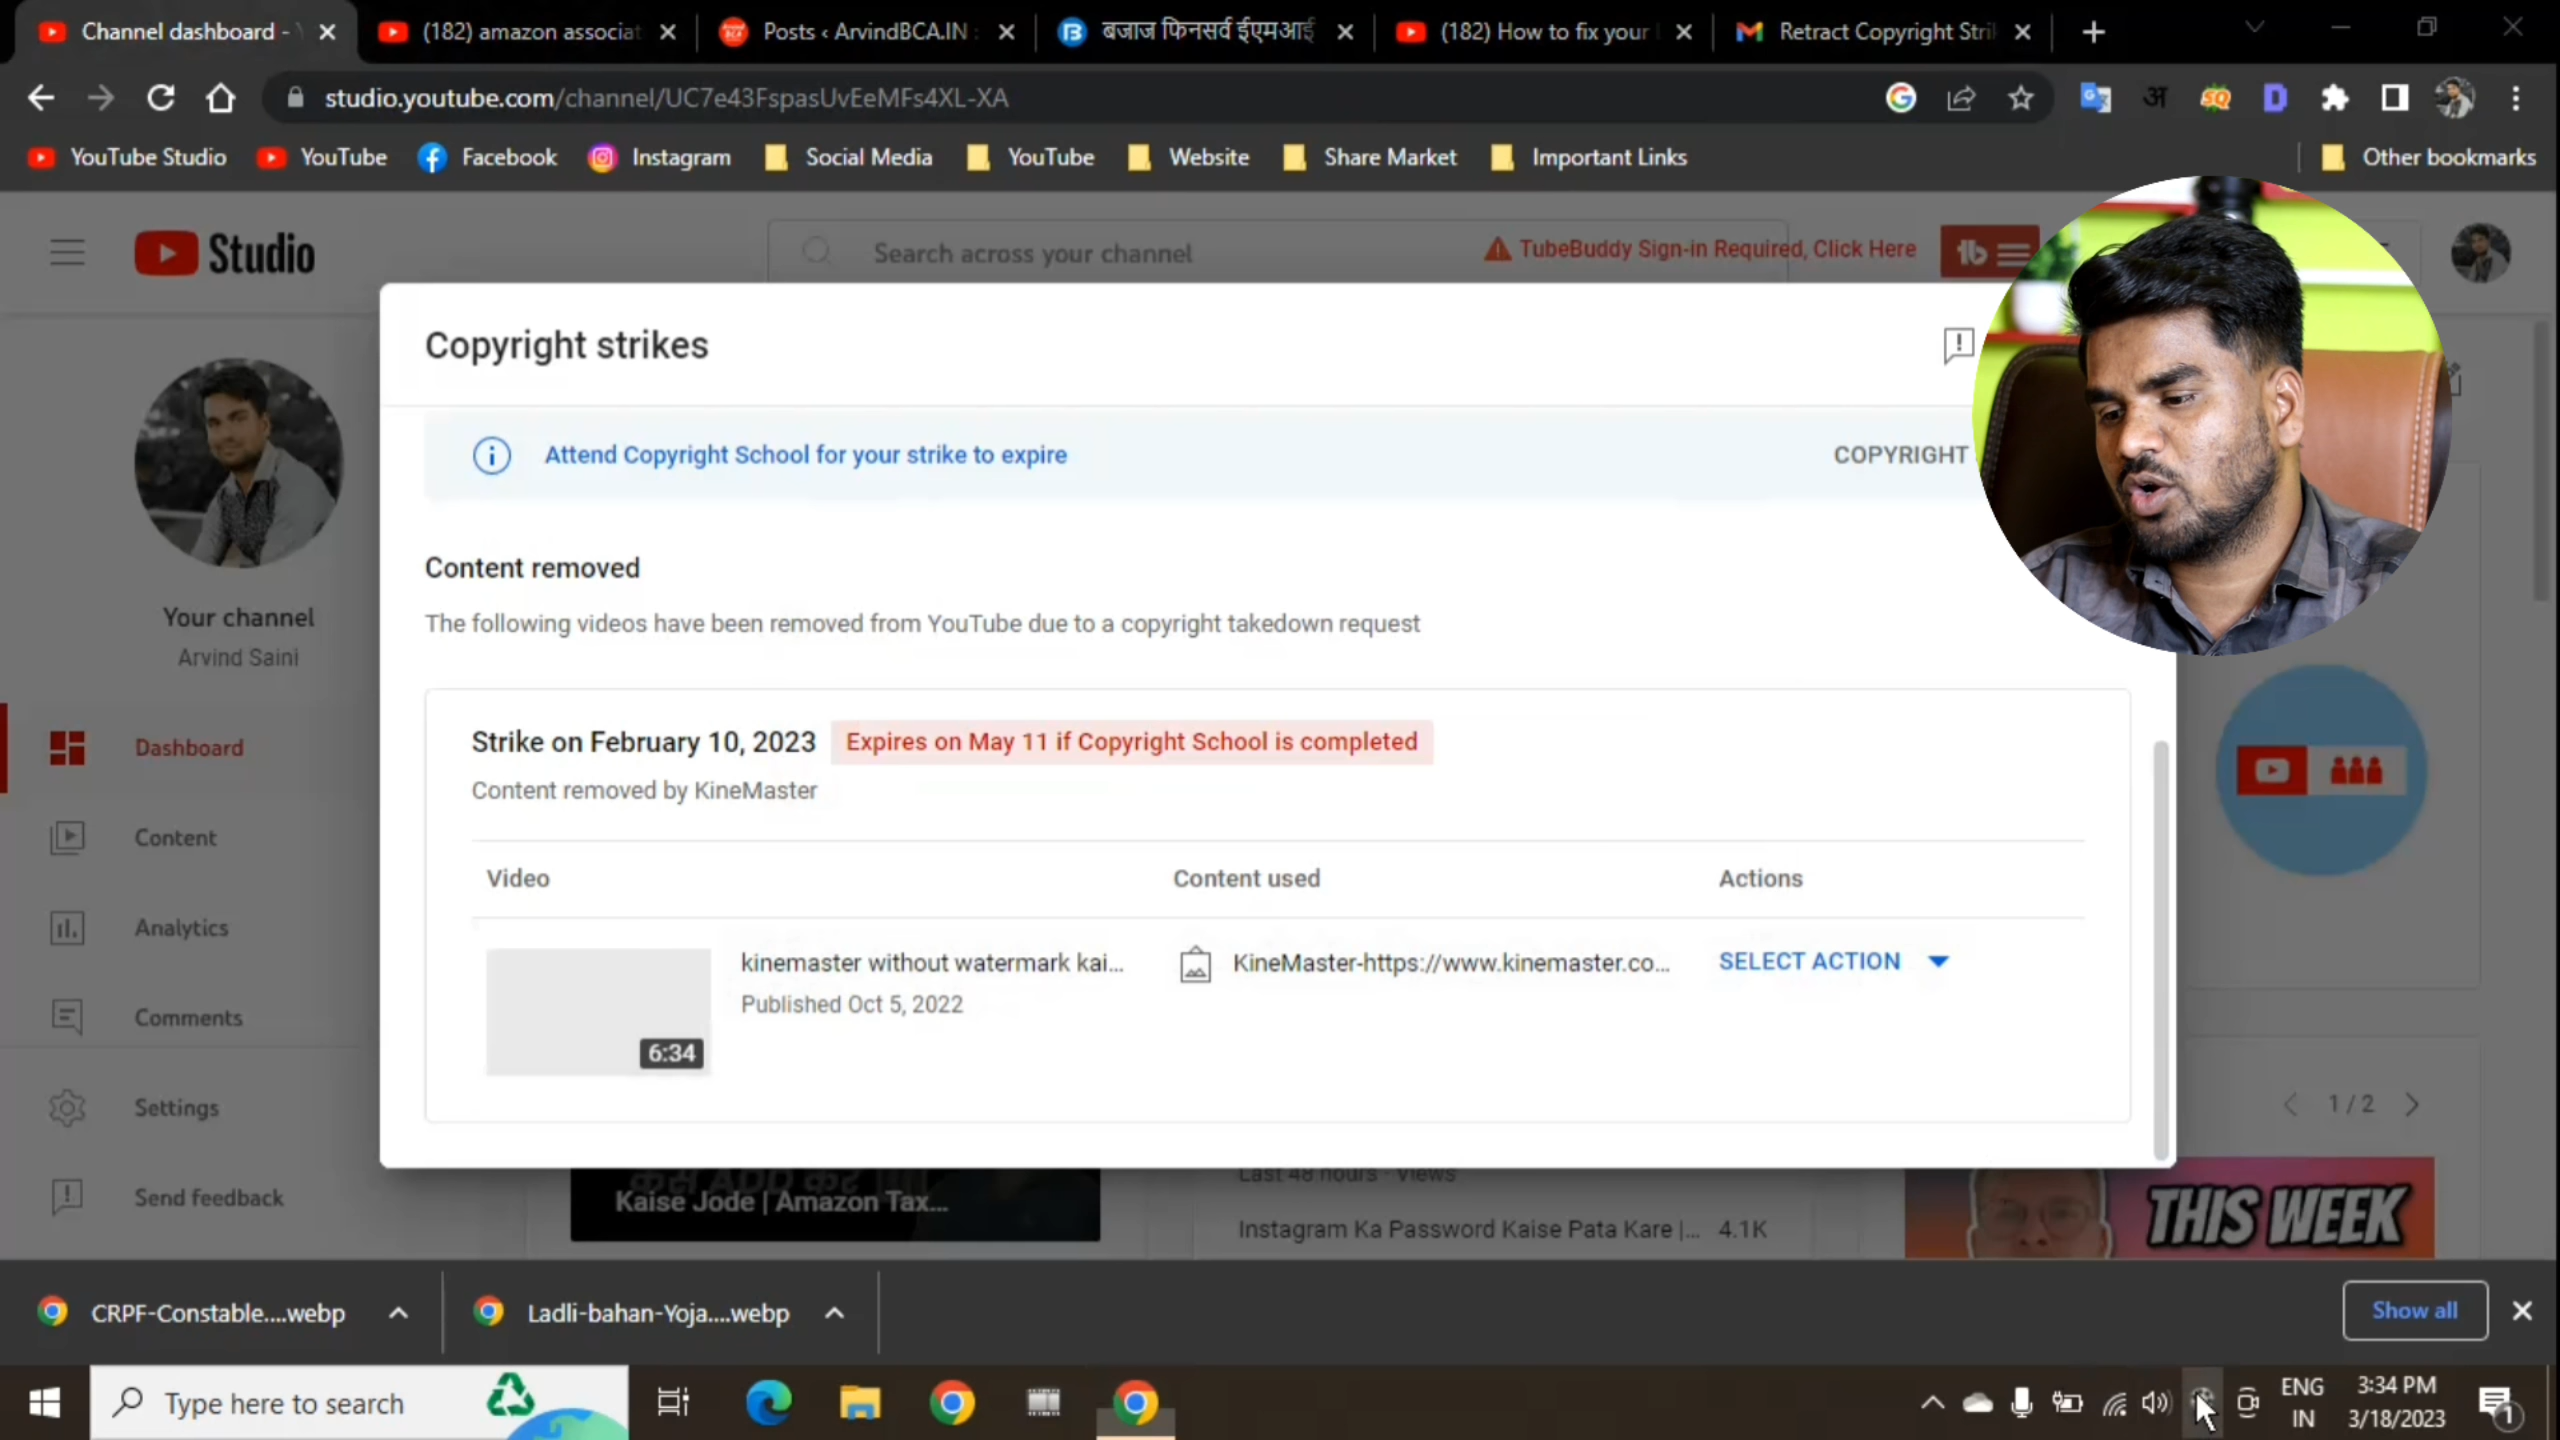 Channel dashboard -
(182) amazon associat
Posts ‹ ArvindBCA.IN
बजाज फिनसर्व ईएमआई
(182) How to fix your
Retract Copyright Stri
studio.youtube.com/channel/UC7e43FspasUvEeMFs4XL-XA
YouTube Studio
YouTube
Facebook
Instagram
Social Media
YouTube
Website
Share Market
Important Links
Other bookmarks
Studio
Search across your channel
TubeBuddy Sign-in Required, Click Here
Copyright strikes
Attend Copyright School for your strike to expire
COPYRIGHT
Content removed
The following videos have been removed from YouTube due to a copyright takedown request
Your channel
Arvind Saini
Strike on February 10, 2023
Expires on May 11 if Copyright School is completed
Content removed by KineMaster
Dashboard
Content
Analytics
Comments
Settings
Send feedback
Video
Content used
Actions
kinemaster without watermark kai...
Published Oct 5, 2022
6:34
KineMaster-https://www.kinemaster.co...
SELECT ACTION
1 / 2
Kaise Jode | Amazon Tax...
Last 48 hours · Views
Instagram Ka Password Kaise Pata Kare |...
4.1K
THIS WEEK
CRPF-Constable....webp
Ladli-bahan-Yoja....webp
Show all
Type here to search
ENG
IN
3:34 PM
3/18/2023
1